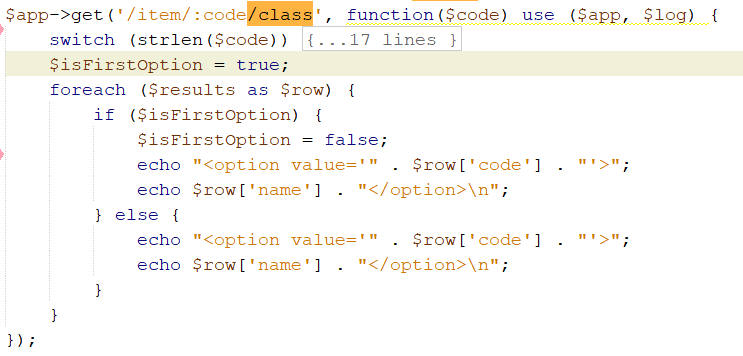 $app->get('/item/:code/class', function($code) use ($app, $log) {
    switch (strlen($code)) {...17 lines }
    $isFirstOption = true;
    foreach ($results as $row) {
        if ($isFirstOption) {
            $isFirstOption = false;
            echo "<option value='" . $row['code'] . "'>";
            echo $row['name'] . "</option>\n";
        } else {
            echo "<option value='" . $row['code'] . "'>";
            echo $row['name'] . "</option>\n";
        }
    }
});